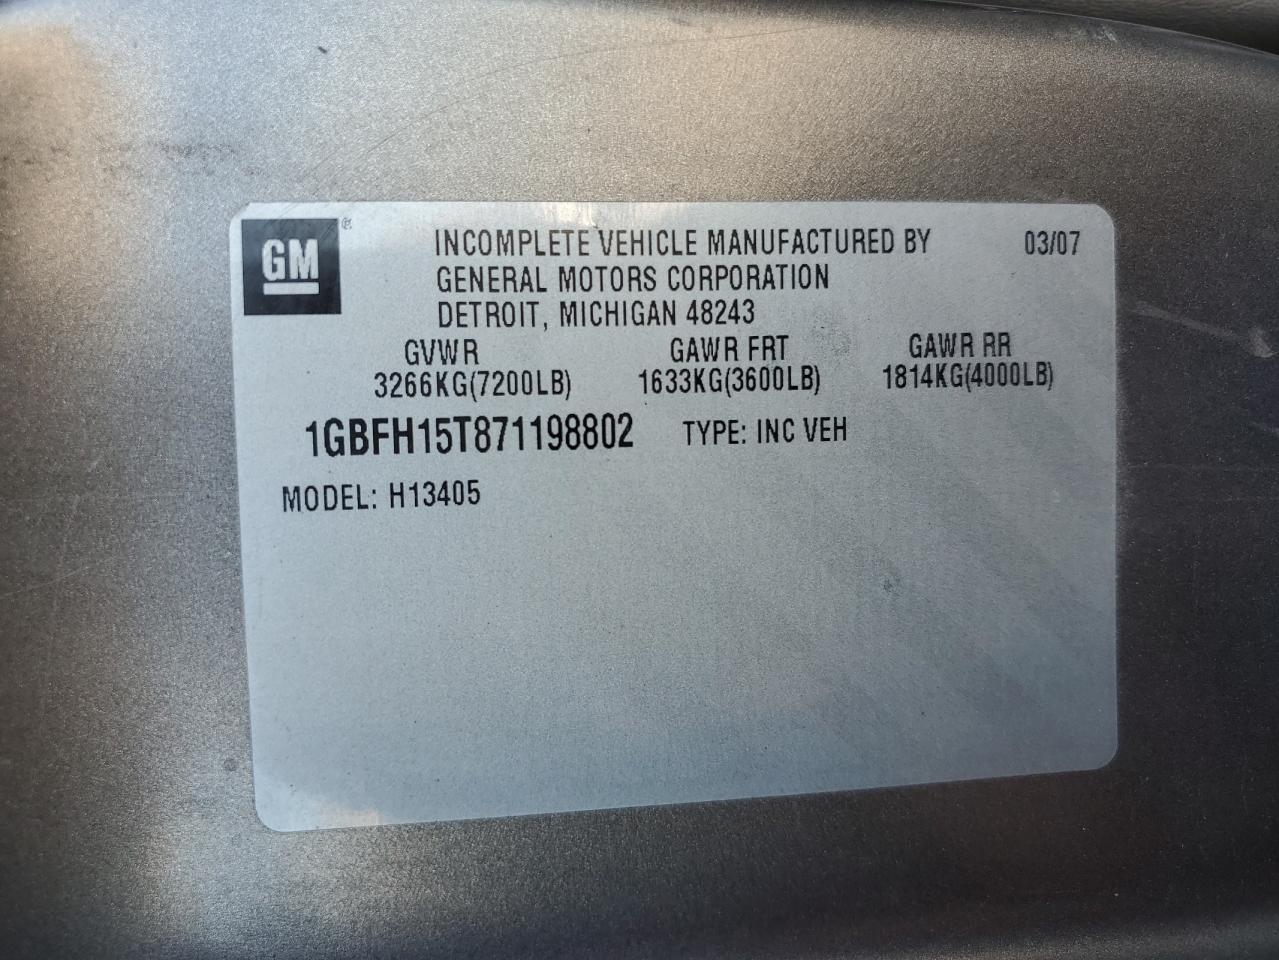 GM
INCOMPLETE VEHICLE MANUFACTURED BY 03/07
GENERAL MOTORS CORPORATION
DETROIT, MICHIGAN 48243
GVWR GAWR FRT GAWR RR
3266KG(7200LB) 1633KG(3600LB) 1814KG(4000LB)
1GBFH15T871198802 TYPE: INC VEH
MODEL: H13405